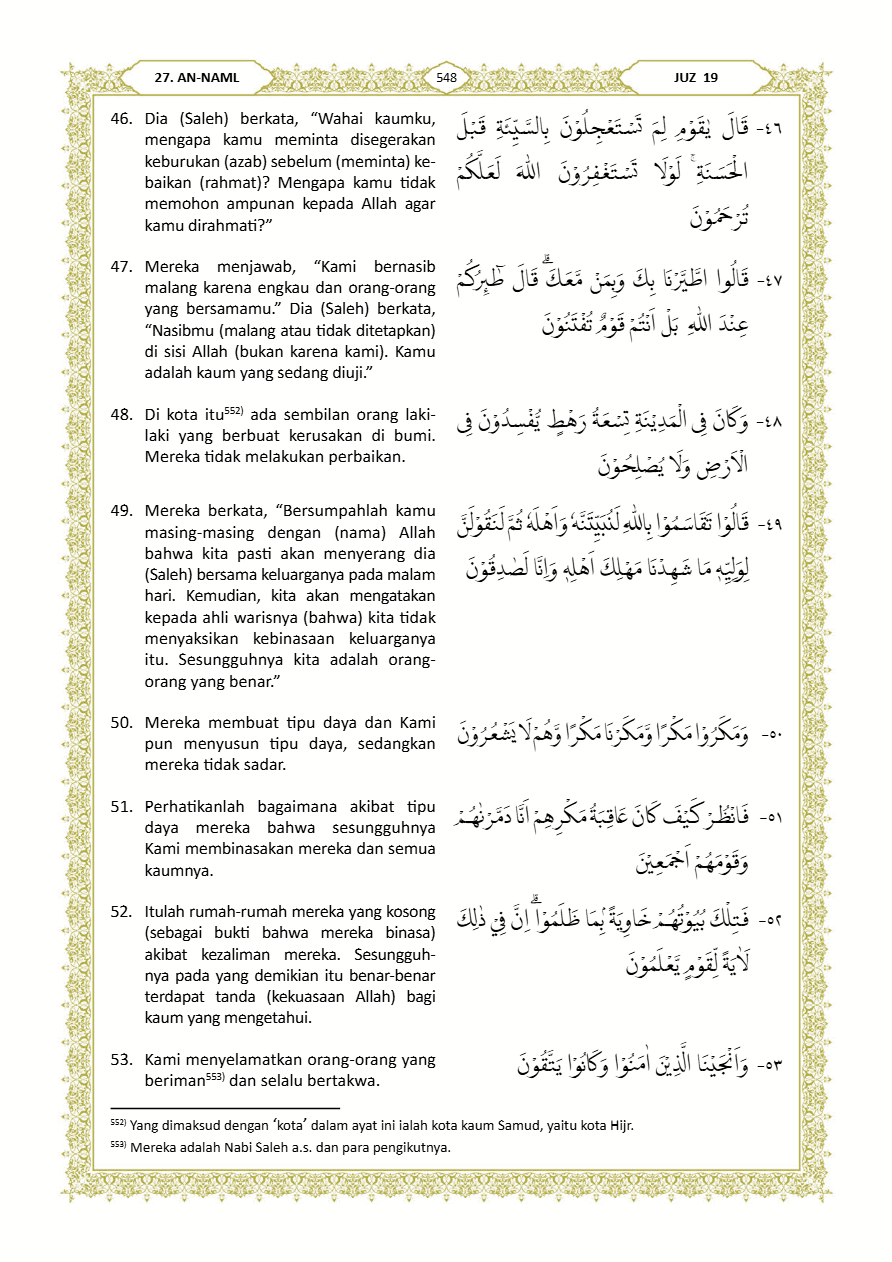 27. AN-NAML
548
JUZ 19
46. Dia (Saleh) berkata, “Wahai kaumku,
mengapa kamu meminta disegerakan
keburukan (azab) sebelum (meminta) ke-
baikan (rahmat)? Mengapa kamu tidak
memohon ampunan kepada Allah agar
kamu dirahmati?”
٤٦- قَالَ يٰقَوْمِ لِمَ تَسْتَعْجِلُوْنَ بِالسَّيِّئَةِ قَبْلَ
الْحَسَنَةِۚ لَوْلَا تَسْتَغْفِرُوْنَ اللّٰهَ لَعَلَّكُمْ
تُرْحَمُوْنَ
47. Mereka menjawab, “Kami bernasib
malang karena engkau dan orang-orang
yang bersamamu.” Dia (Saleh) berkata,
“Nasibmu (malang atau tidak ditetapkan)
di sisi Allah (bukan karena kami). Kamu
adalah kaum yang sedang diuji.”
٤٧- قَالُوا اطَّيَّرْنَا بِكَ وَبِمَنْ مَّعَكَۗ قَالَ طٰۤىِٕرُكُمْ
عِنْدَ اللّٰهِ بَلْ اَنْتُمْ قَوْمٌ تُفْتَنُوْنَ
48. Di kota itu552) ada sembilan orang laki-
laki yang berbuat kerusakan di bumi.
Mereka tidak melakukan perbaikan.
٤٨- وَكَانَ فِى الْمَدِيْنَةِ تِسْعَةُ رَهْطٍ يُّفْسِدُوْنَ فِى
الْاَرْضِ وَلَا يُصْلِحُوْنَ
49. Mereka berkata, “Bersumpahlah kamu
masing-masing dengan (nama) Allah
bahwa kita pasti akan menyerang dia
(Saleh) bersama keluarganya pada malam
hari. Kemudian, kita akan mengatakan
kepada ahli warisnya (bahwa) kita tidak
menyaksikan kebinasaan keluarganya
itu. Sesungguhnya kita adalah orang-
orang yang benar.”
٤٩- قَالُوْا تَقَاسَمُوْا بِاللّٰهِ لَنُبَيِّتَنَّهٗ وَاَهْلَهٗ ثُمَّ لَنَقُوْلَنَّ
لِوَلِيِّهٖ مَا شَهِدْنَا مَهْلِكَ اَهْلِهٖ وَاِنَّا لَصٰدِقُوْنَ
50. Mereka membuat tipu daya dan Kami
pun menyusun tipu daya, sedangkan
mereka tidak sadar.
٥٠- وَمَكَرُوْا مَكْرًا وَّمَكَرْنَا مَكْرًا وَّهُمْ لَا يَشْعُرُوْنَ
51. Perhatikanlah bagaimana akibat tipu
daya mereka bahwa sesungguhnya
Kami membinasakan mereka dan semua
kaumnya.
٥١- فَانْظُرْ كَيْفَ كَانَ عَاقِبَةُ مَكْرِهِمْ اَنَّا دَمَّرْنٰهُمْ
وَقَوْمَهُمْ اَجْمَعِيْنَ
52. Itulah rumah-rumah mereka yang kosong
(sebagai bukti bahwa mereka binasa)
akibat kezaliman mereka. Sesungguh-
nya pada yang demikian itu benar-benar
terdapat tanda (kekuasaan Allah) bagi
kaum yang mengetahui.
٥٢- فَتِلْكَ بُيُوْتُهُمْ خَاوِيَةً ۢبِمَا ظَلَمُوْاۗ اِنَّ فِيْ ذٰلِكَ
لَاٰيَةً لِّقَوْمٍ يَّعْلَمُوْنَ
53. Kami menyelamatkan orang-orang yang
beriman553) dan selalu bertakwa.
٥٣- وَاَنْجَيْنَا الَّذِيْنَ اٰمَنُوْا وَكَانُوْا يَتَّقُوْنَ
552) Yang dimaksud dengan ‘kota’ dalam ayat ini ialah kota kaum Samud, yaitu kota Hijr.
553) Mereka adalah Nabi Saleh a.s. dan para pengikutnya.